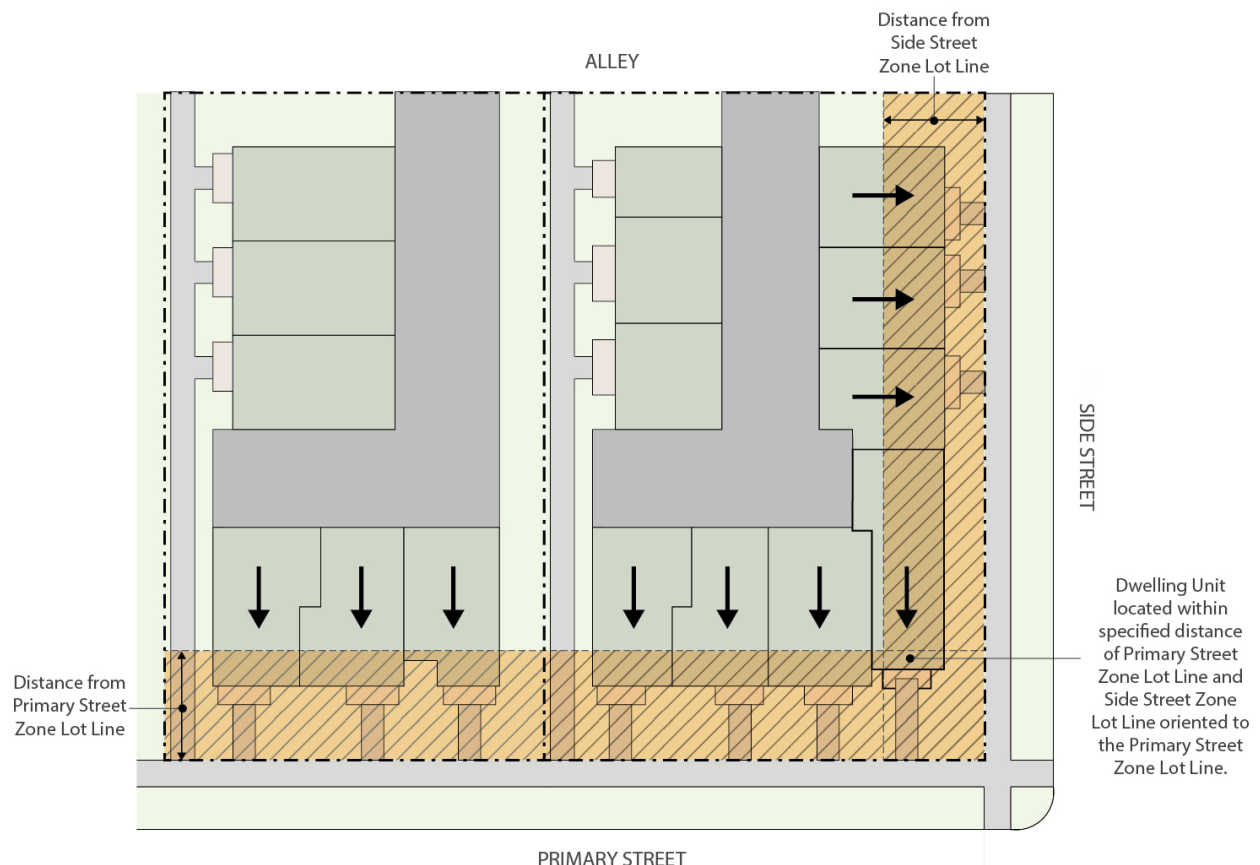 Distance from
Side Street
Zone Lot Line
ALLEY
SIDE STREET
Dwelling Unit
located within
specified distance
of Primary Street
Zone Lot Line and
Side Street Zone
Lot Line oriented to
the Primary Street
Zone Lot Line.
Distance from
Primary Street
Zone Lot Line
PRIMARY STREET